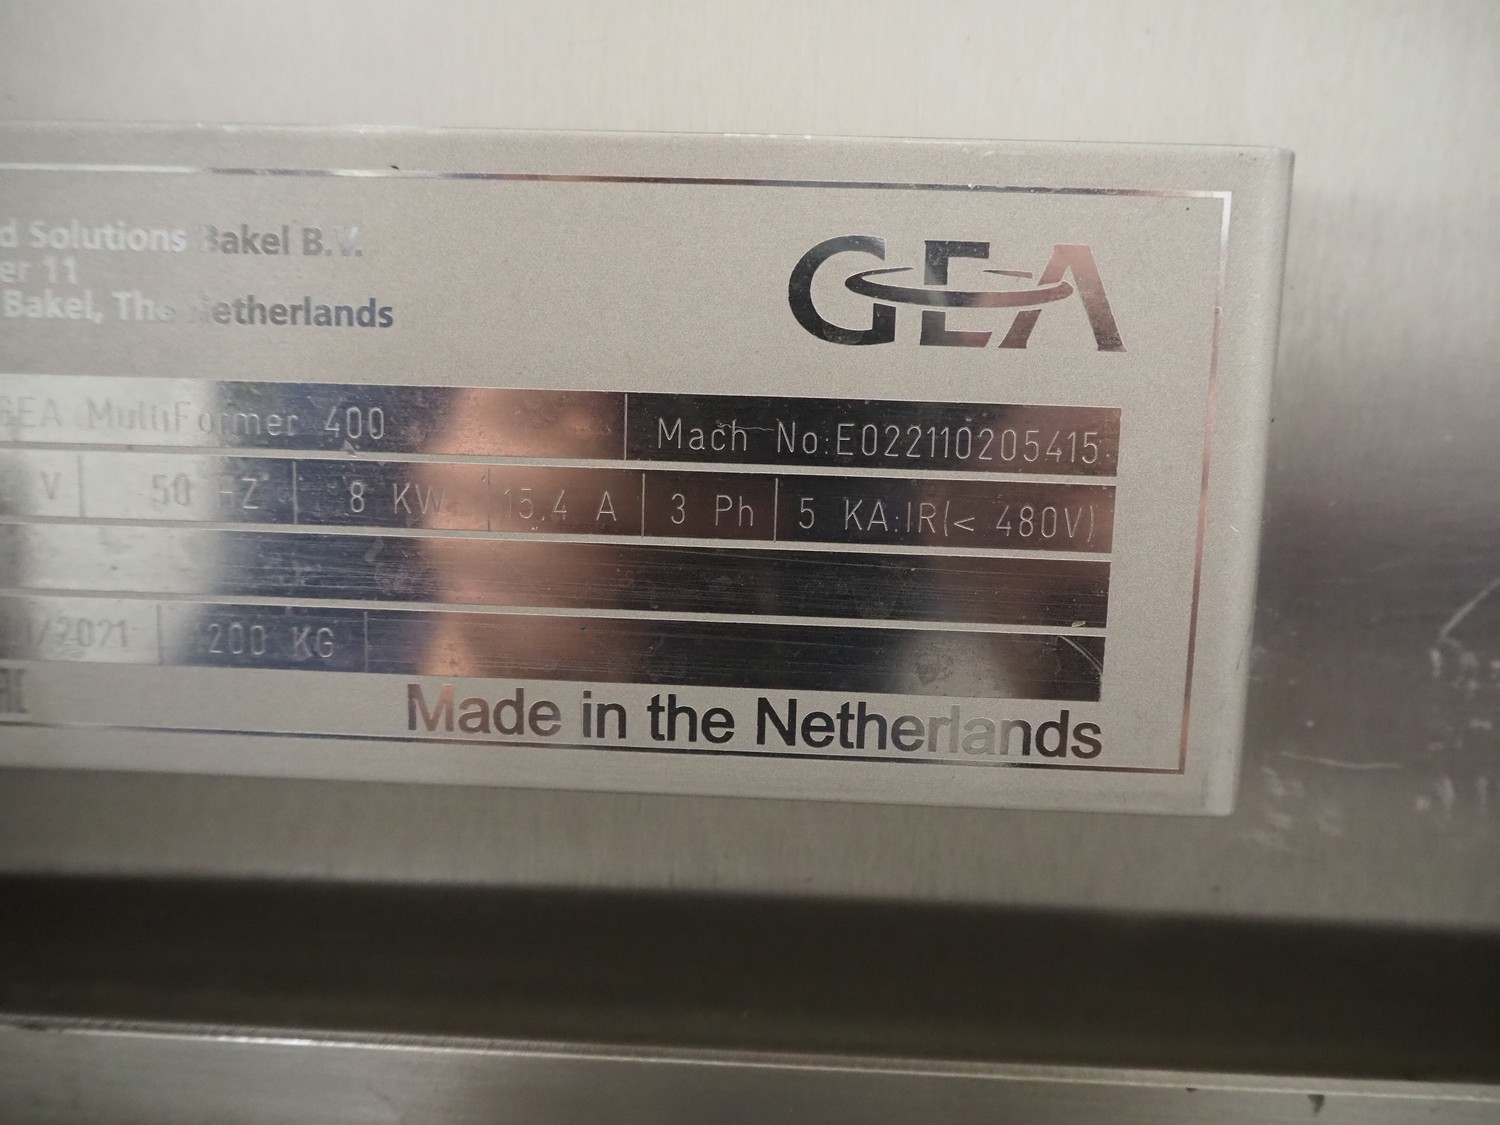 d Solutions Bakel B.V.
er 11
Bakel, The Netherlands
GEA
GEA MultiFormer 400 Mach No:E022110205415
V 50 HZ 8 KW 15.4 A 3 Ph 5 KA:IR(< 480V)
/2021 200 KG
Made in the Netherlands